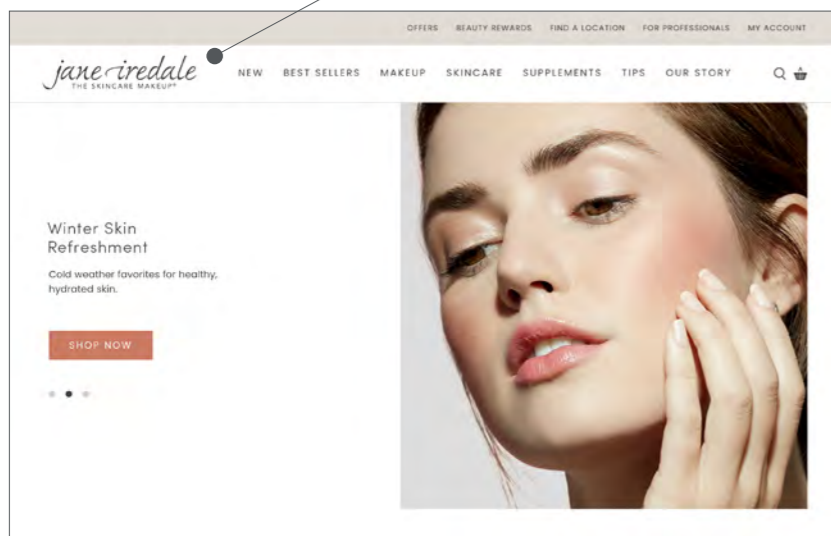 OFFERS BEAUTY REWARDS FIND A LOCATION FOR PROFESSIONALS MY ACCOUNT
jane iredale
THE SKINCARE MAKEUP®
NEW BEST SELLERS MAKEUP SKINCARE SUPPLEMENTS TIPS OUR STORY
Winter Skin
Refreshment
Cold weather favorites for healthy,
hydrated skin.
SHOP NOW